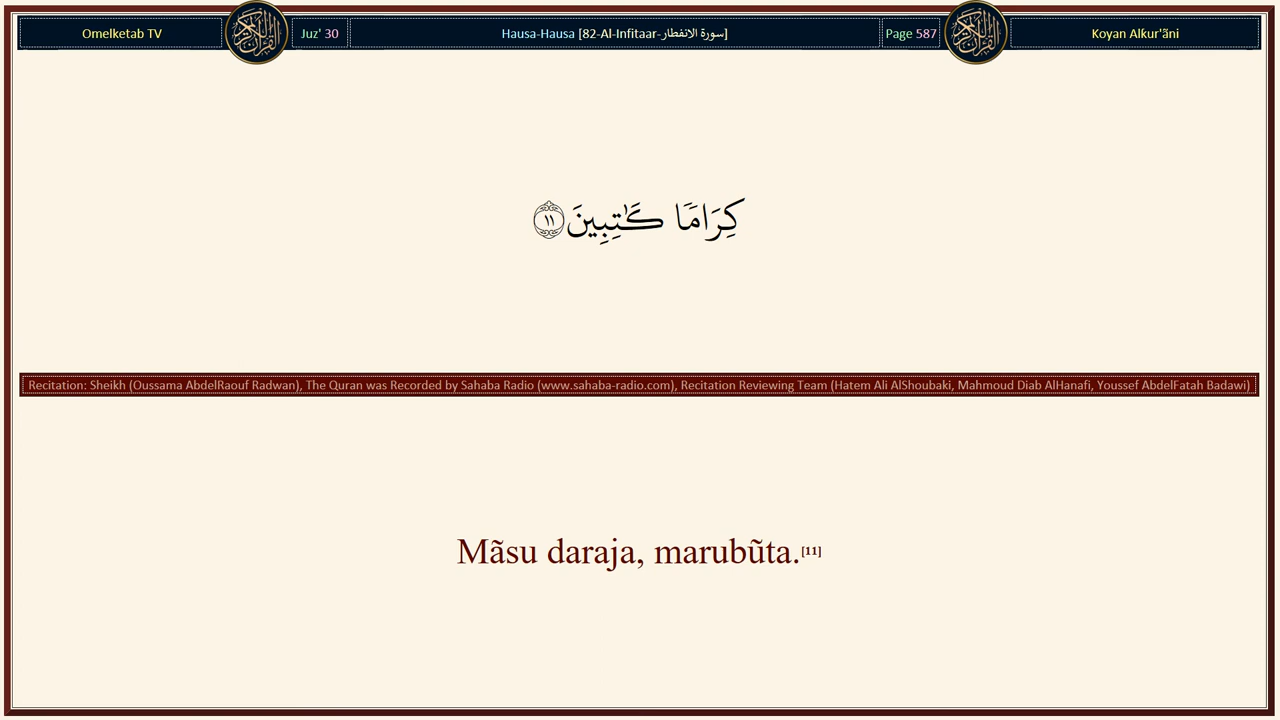 Omelketab TV
Juz' 30
Hausa-Hausa [82-Al-Infitaar-سورة الانفطار]
Page 587
Koyan Alƙur'ãni
كِرَامٗا كَٰتِبِينَ ١١
Recitation: Sheikh (Oussama AbdelRaouf Radwan), The Quran was Recorded by Sahaba Radio (www.sahaba-radio.com), Recitation Reviewing Team (Hatem Ali AlShoubaki, Mahmoud Diab AlHanafi, Youssef AbdelFatah Badawi)
Mãsu daraja, marubũta.[11]